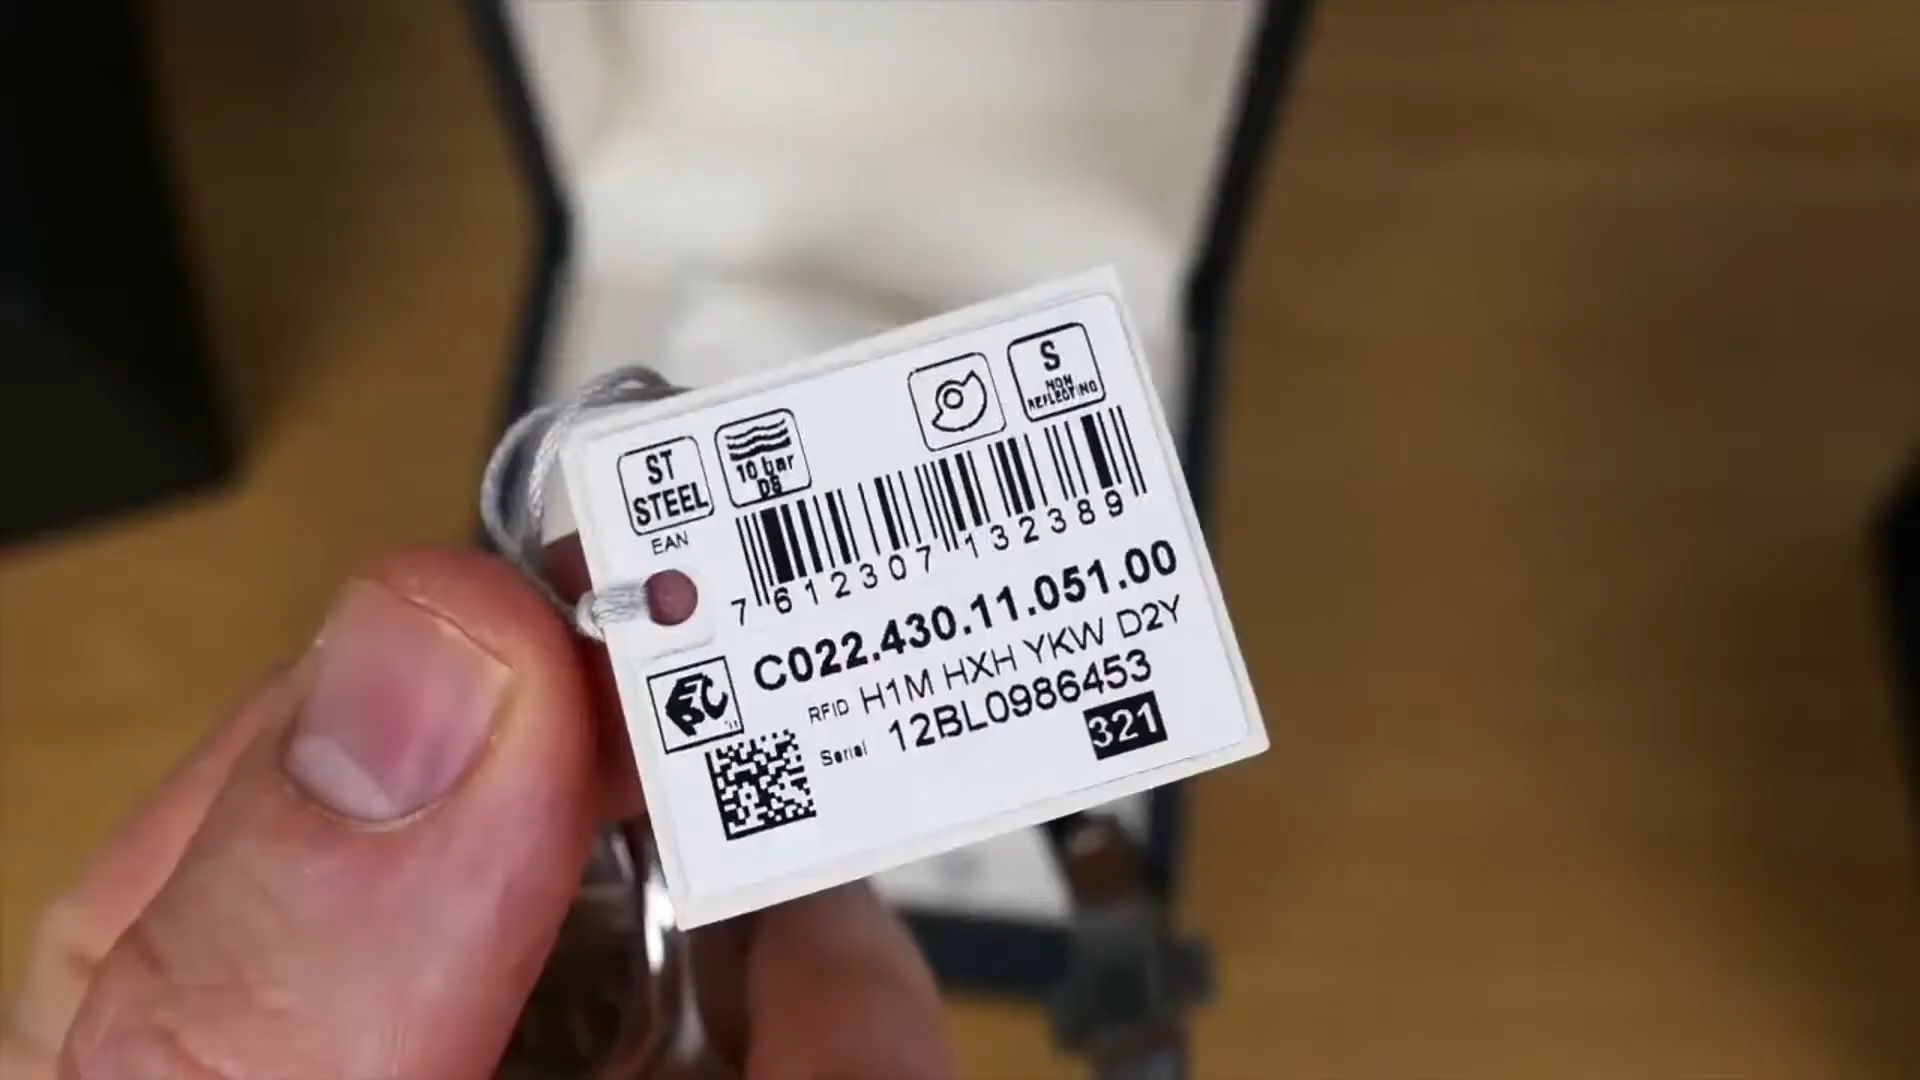 S
NON
REFLECTING
ST
STEEL
10 bar
DS
EAN
7 612307 132389
C022.430.11.051.00
RFID H1M HXH YKW D2Y
Serial 12BL0986453
321